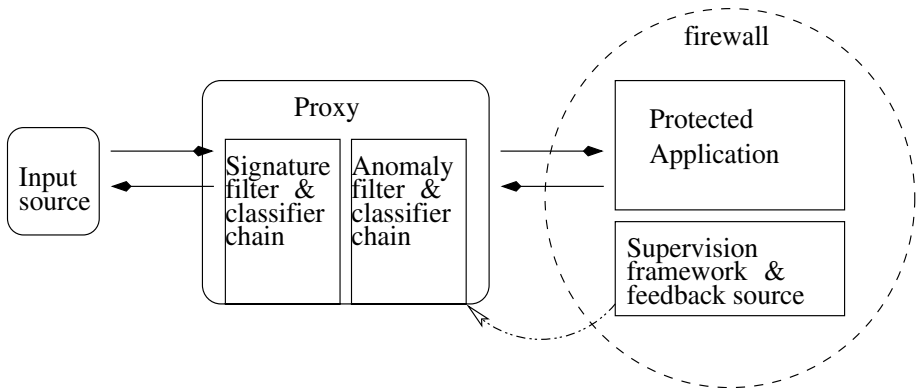 firewall
Proxy
Input
source
Signature
filter & 
classifier
chain
Anomaly
filter &
classifier
chain
Protected
Application
Supervision
framework &
feedback source